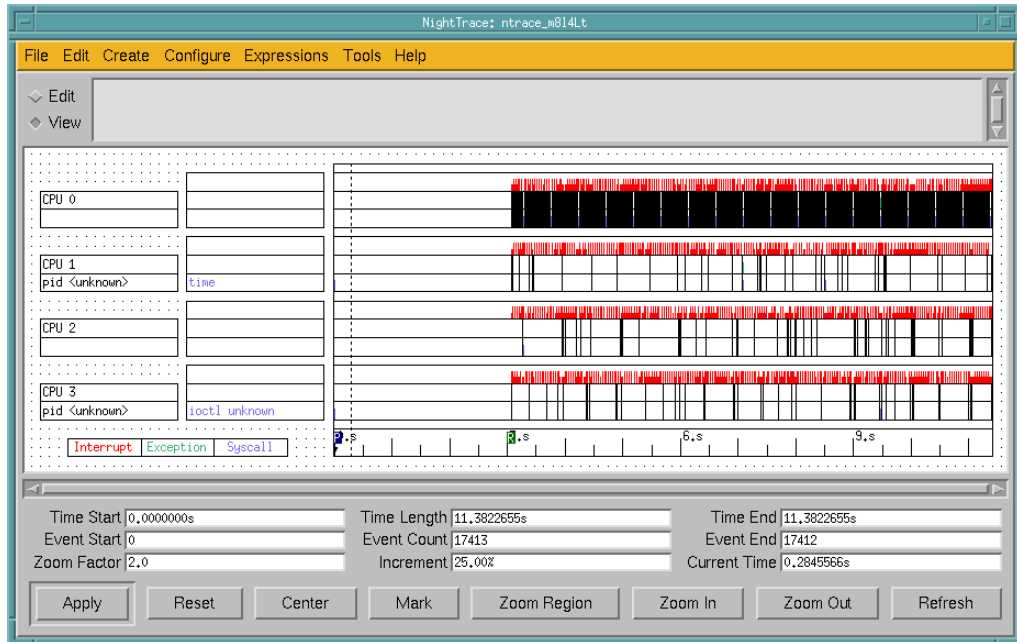 NightTrace: ntrace_m8l4Lt
File Edit Create Configure Expressions Tools Help
Edit
View
CPU 0
CPU 1
pid <unknown> time
CPU 2
CPU 3
pid <unknown> ioctl unknown
Interrupt Exception Syscall
P.s R.s 6.s 9.s
Time Start 0.0000000s Time Length 11.3822655s Time End 11.3822655s
Event Start 0 Event Count 17413 Event End 17412
Zoom Factor 2.0 Increment 25.00% Current Time 0.2845566s
Apply Reset Center Mark Zoom Region Zoom In Zoom Out Refresh